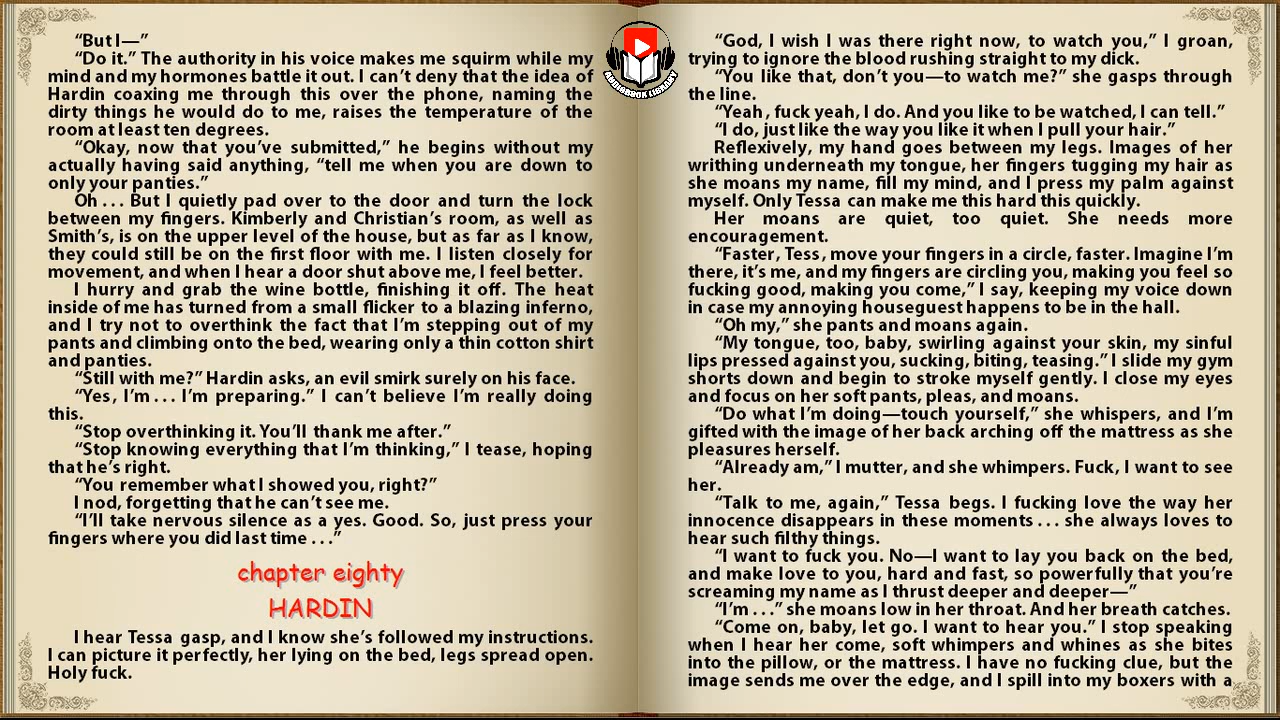 “But I—”
“Do it.” The authority in his voice makes me squirm while my
mind and my hormones battle it out. I can’t deny that the idea of
Hardin coaxing me through this over the phone, naming the
dirty things he would do to me, raises the temperature of the
room at least ten degrees.
“Okay, now that you’ve submitted,” he begins without my
actually having said anything, “tell me when you are down to
only your panties.”
Oh . . . But I quietly pad over to the door and turn the lock
between my fingers. Kimberly and Christian’s room, as well as
Smith’s, is on the upper level of the house, but as far as I know,
they could still be on the first floor with me. I listen closely for
movement, and when I hear a door shut above me, I feel better.
I hurry and grab the wine bottle, finishing it off. The heat
inside of me has turned from a small flicker to a blazing inferno,
and I try not to overthink the fact that I’m stepping out of my
pants and climbing onto the bed, wearing only a thin cotton shirt
and panties.
“Still with me?” Hardin asks, an evil smirk surely on his face.
“Yes, I’m . . . I’m preparing.” I can’t believe I’m really doing
this.
“Stop overthinking it. You’ll thank me after.”
“Stop knowing everything that I’m thinking,” I tease, hoping
that he’s right.
“You remember what I showed you, right?”
I nod, forgetting that he can’t see me.
“I’ll take nervous silence as a yes. Good. So, just press your
fingers where you did last time . . .”
chapter eighty
HARDIN
I hear Tessa gasp, and I know she’s followed my instructions.
I can picture it perfectly, her lying on the bed, legs spread open.
Holy fuck.
AUDIOBOOK LIBRARY
“God, I wish I was there right now, to watch you,” I groan,
trying to ignore the blood rushing straight to my dick.
“You like that, don’t you—to watch me?” she gasps through
the line.
“Yeah, fuck yeah, I do. And you like to be watched, I can tell.”
“I do, just like the way you like it when I pull your hair.”
Reflexively, my hand goes between my legs. Images of her
writhing underneath my tongue, her fingers tugging my hair as
she moans my name, fill my mind, and I press my palm against
myself. Only Tessa can make me this hard this quickly.
Her moans are quiet, too quiet. She needs more
encouragement.
“Faster, Tess, move your fingers in a circle, faster. Imagine I’m
there, it’s me, and my fingers are circling you, making you feel so
fucking good, making you come,” I say, keeping my voice down
in case my annoying houseguest happens to be in the hall.
“Oh my,” she pants and moans again.
“My tongue, too, baby, swirling against your skin, my sinful
lips pressed against you, sucking, biting, teasing.” I slide my gym
shorts down and begin to stroke myself gently. I close my eyes
and focus on her soft pants, pleas, and moans.
“Do what I’m doing—touch yourself,” she whispers, and I’m
gifted with the image of her back arching off the mattress as she
pleasures herself.
“Already am,” I mutter, and she whimpers. Fuck, I want to see
her.
“Talk to me, again,” Tessa begs. I fucking love the way her
innocence disappears in these moments . . . she always loves to
hear such filthy things.
“I want to fuck you. No—I want to lay you back on the bed,
and make love to you, hard and fast, so powerfully that you’re
screaming my name as I thrust deeper and deeper—”
“I’m . . .” she moans low in her throat. And her breath catches.
“Come on, baby, let go. I want to hear you.” I stop speaking
when I hear her come, soft whimpers and whines as she bites
into the pillow, or the mattress. I have no fucking clue, but the
image sends me over the edge, and I spill into my boxers with a